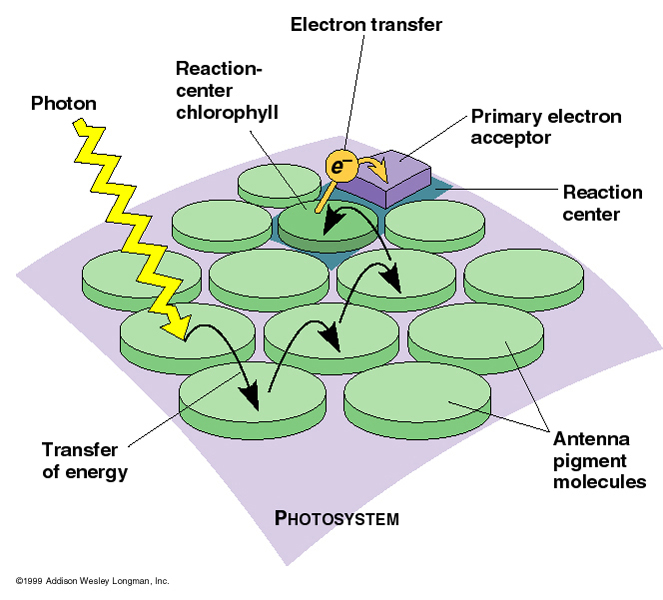 Electron transfer
Reaction-
center
chlorophyll
Photon
Primary electron
acceptor
e–
Reaction
center
Transfer
of energy
Antenna
pigment
molecules
PHOTOSYSTEM
©1999 Addison Wesley Longman, Inc.